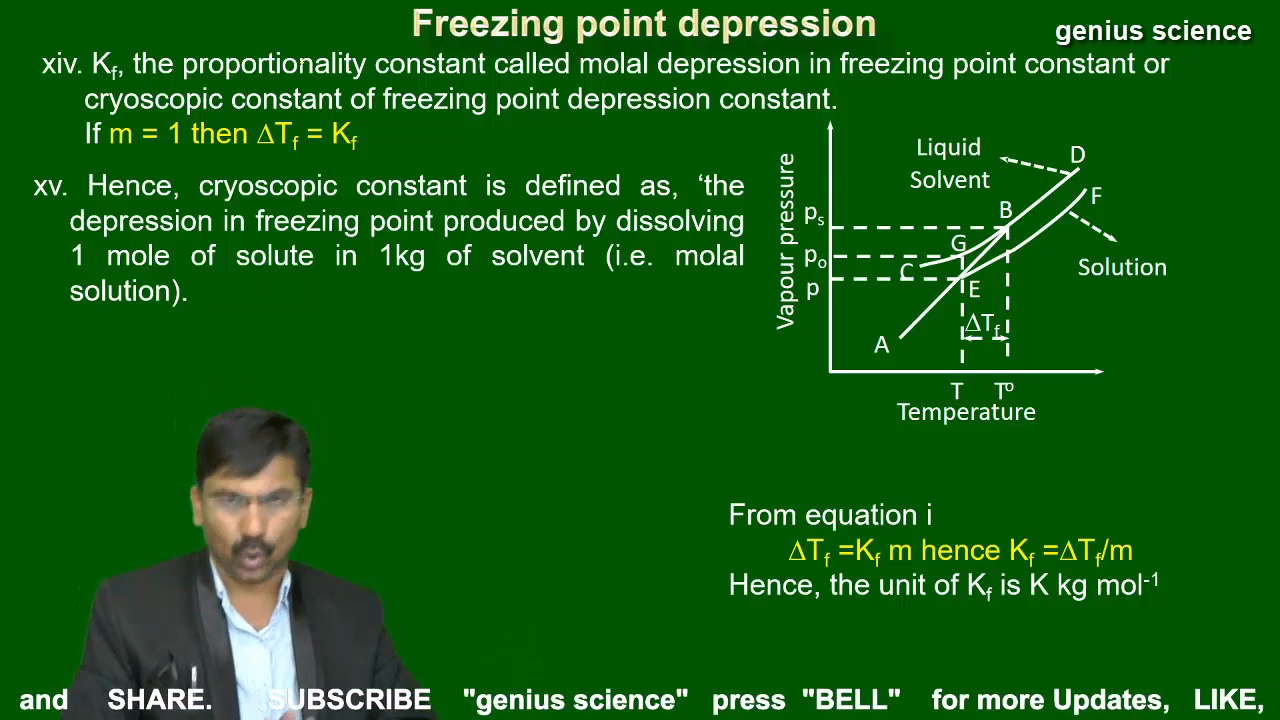 Freezing point depression
genius science
xiv. Kf, the proportionality constant called molal depression in freezing point constant or
cryoscopic constant of freezing point depression constant.
If m = 1 then ΔTf = Kf
xv. Hence, cryoscopic constant is defined as, ‘the
depression in freezing point produced by dissolving
1 mole of solute in 1kg of solvent (i.e. molal
solution).
Vapour pressure
Liquid
Solvent
D
F
B
ps
G
po
C
Solution
p
E
ΔTf
A
T To
Temperature
From equation i
ΔTf =Kf m hence Kf =ΔTf/m
Hence, the unit of Kf is K kg mol-1
and SHARE. SUBSCRIBE "genius science" press "BELL" for more Updates, LIKE,